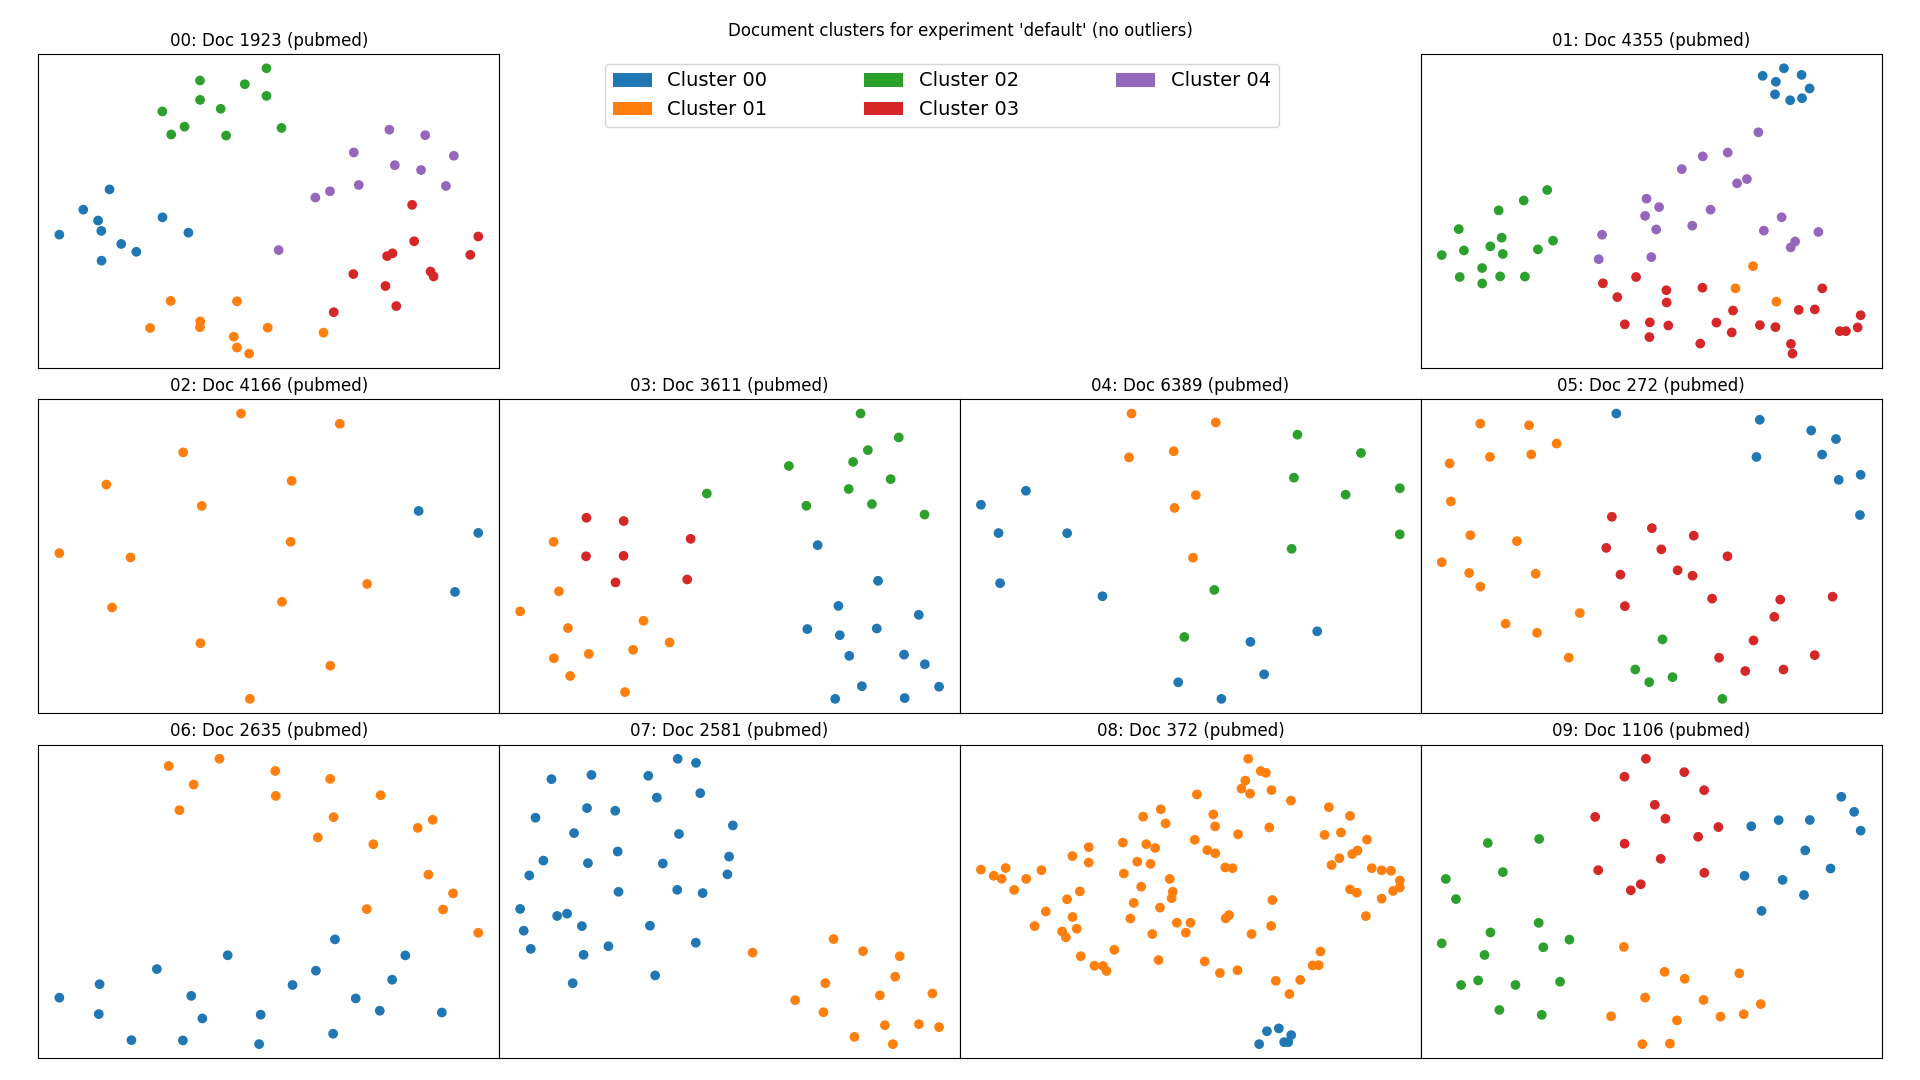 Document clusters for experiment 'default' (no outliers)
00: Doc 1923 (pubmed)
01: Doc 4355 (pubmed)
Cluster 00
Cluster 01
Cluster 02
Cluster 03
Cluster 04
02: Doc 4166 (pubmed)
03: Doc 3611 (pubmed)
04: Doc 6389 (pubmed)
05: Doc 272 (pubmed)
06: Doc 2635 (pubmed)
07: Doc 2581 (pubmed)
08: Doc 372 (pubmed)
09: Doc 1106 (pubmed)